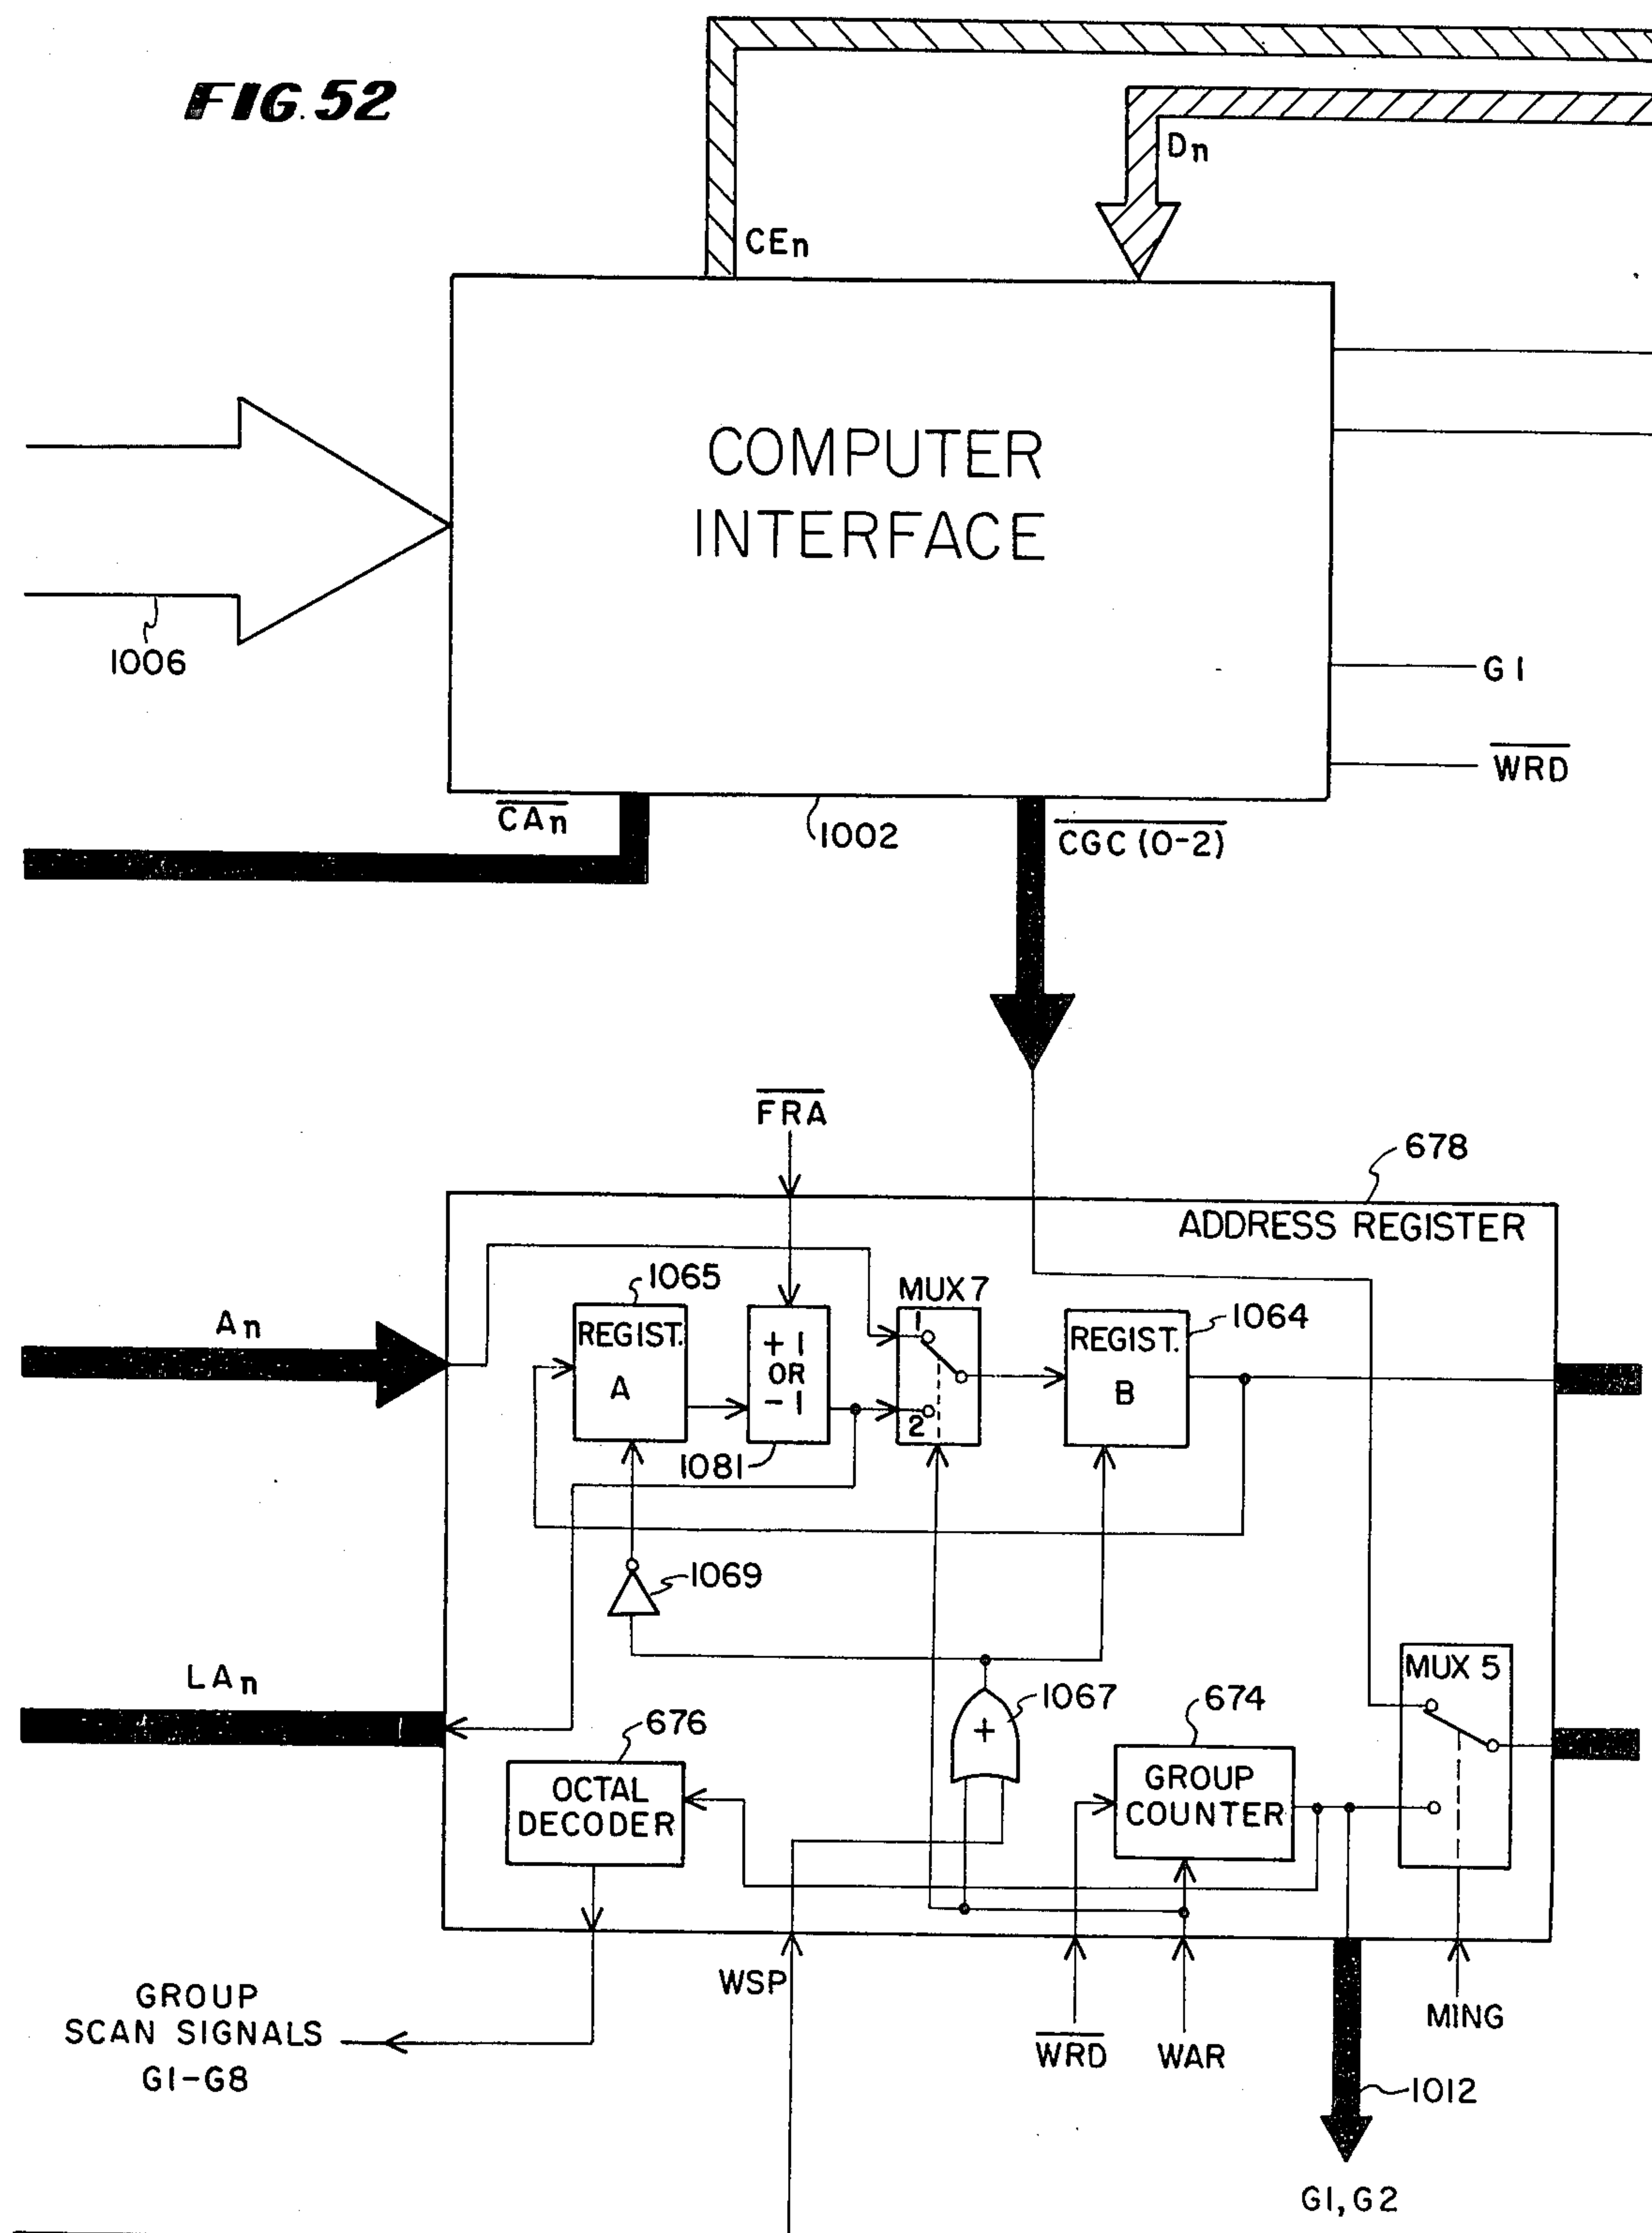 FIG. 52
Dn
CEn
COMPUTER
INTERFACE
1006
G1
WRD
CAn
1002
CGC (0-2)
FRA
678
ADDRESS REGISTER
1065
MUX 7
An
REGIST.
A
+1
OR
-1
1
2
REGIST.
B
1064
1081
1069
LAn
MUX 5
1067
+
674
676
OCTAL
DECODER
GROUP
COUNTER
WSP
GROUP
SCAN SIGNALS
G1-G8
WRD
WAR
MING
1012
G1, G2